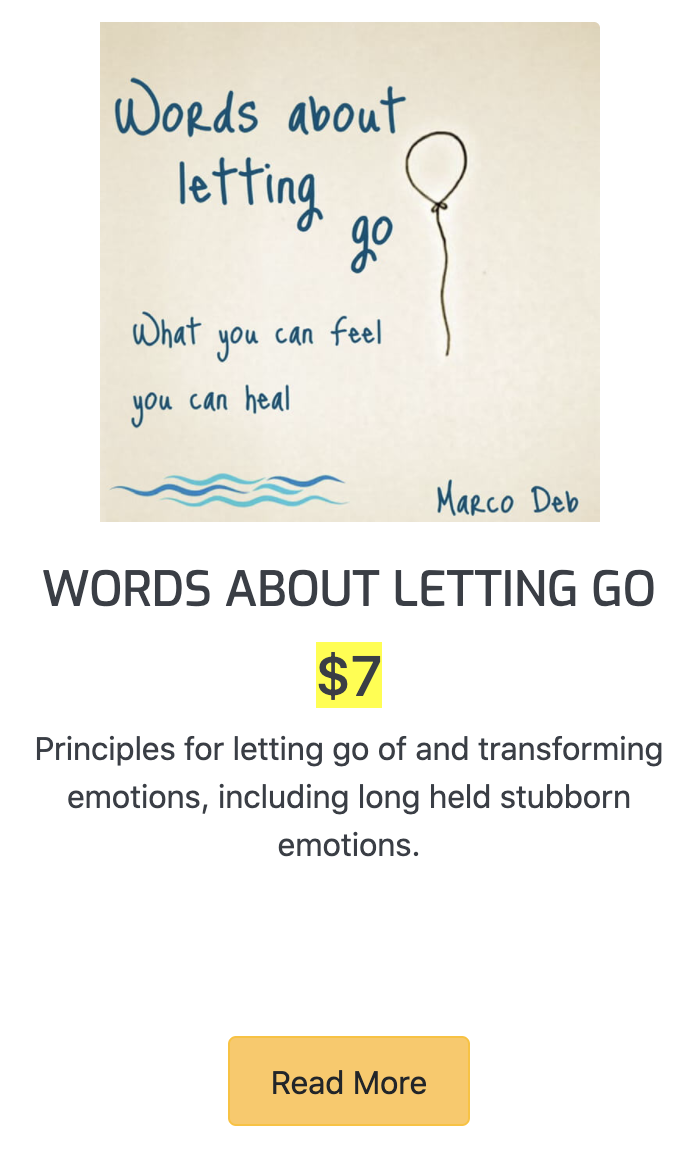 Words about
letting
go
What you can feel
you can heal
Marco Deb
WORDS ABOUT LETTING GO
$7
Principles for letting go of and transforming
emotions, including long held stubborn
emotions.
Read More